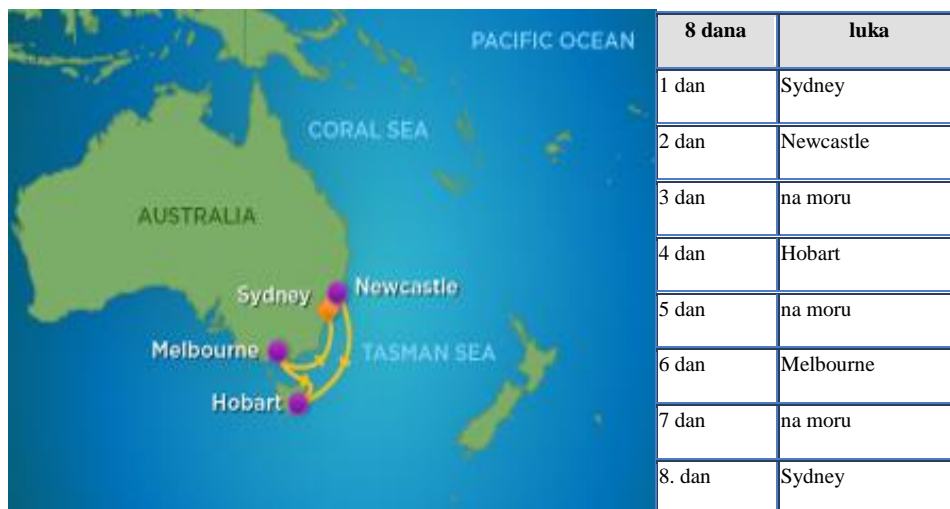 PACIFIC OCEAN
CORAL SEA
AUSTRALIA
Sydney
Newcastle
Melbourne
TASMAN SEA
Hobart
8 dana luka
1 dan Sydney
2 dan Newcastle
3 dan na moru
4 dan Hobart
5 dan na moru
6 dan Melbourne
7 dan na moru
8. dan Sydney